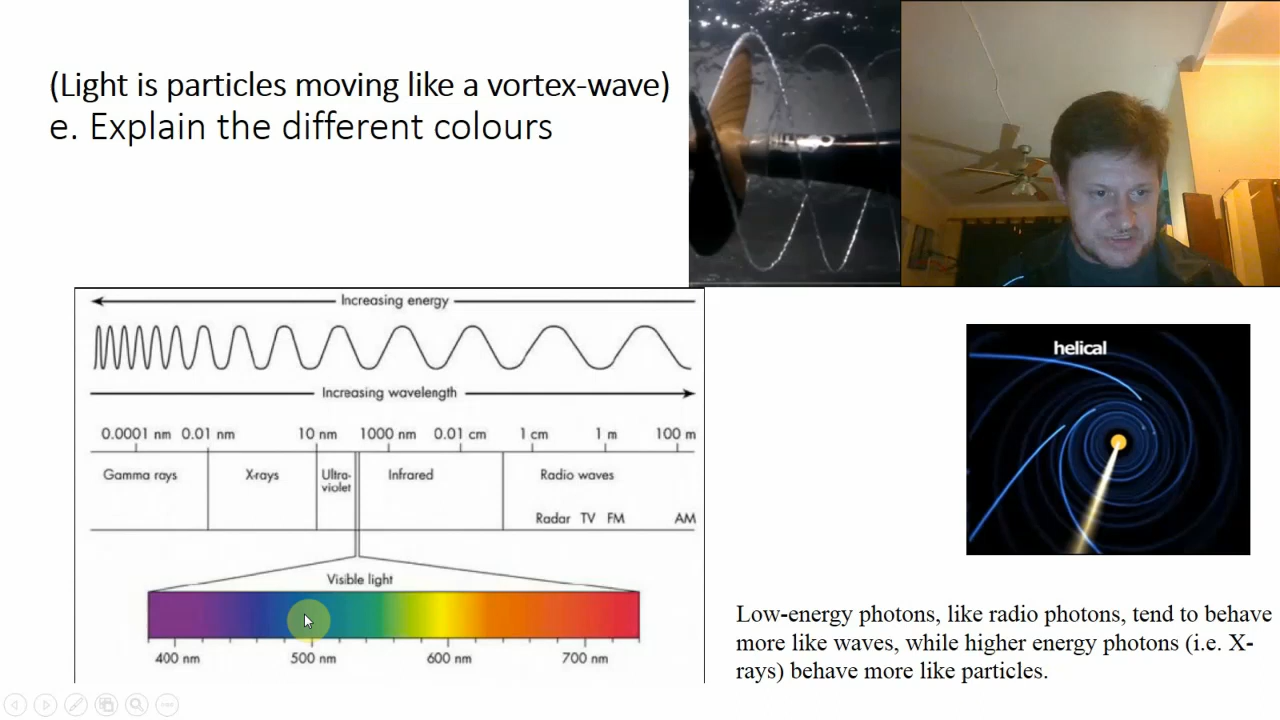 (Light is particles moving like a vortex-wave)
e. Explain the different colours
Increasing energy
Increasing wavelength
0.0001 nm 0.01 nm 10 nm 1000 nm 0.01 cm 1 cm 1 m 100 m
Gamma rays X-rays Ultra- Infrared Radio waves
violet
Radar TV FM AM
Visible light
400 nm 500 nm 600 nm 700 nm
helical
Low-energy photons, like radio photons, tend to behave
more like waves, while higher energy photons (i.e. X-
rays) behave more like particles.